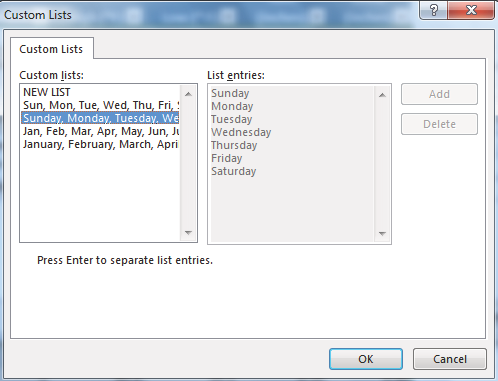 Custom Lists
Custom Lists
Custom lists:
NEW LIST
Sun, Mon, Tue, Wed, Thu, Fri, S
Sunday, Monday, Tuesday, We
Jan, Feb, Mar, Apr, May, Jun, Ju
January, February, March, April
List entries:
Sunday
Monday
Tuesday
Wednesday
Thursday
Friday
Saturday
Add
Delete
Press Enter to separate list entries.
OK
Cancel